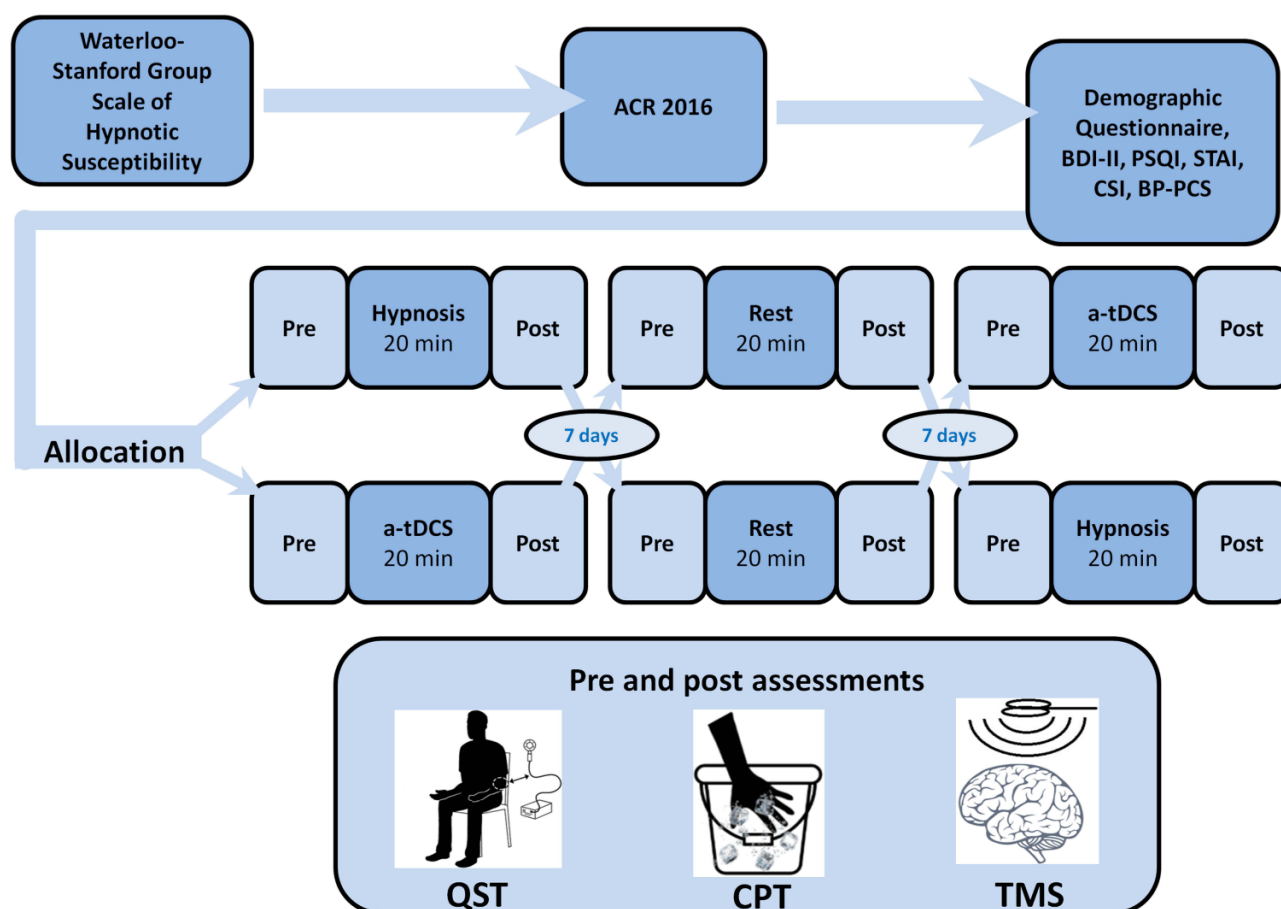 Waterloo-
Stanford Group
Scale of
Hypnotic
Susceptibility
ACR 2016
Demographic
Questionnaire,
BDI-II, PSQI, STAI,
CSI, BP-PCS
Pre
Hypnosis
20 min
Post
Pre
Rest
20 min
Post
Pre
a-tDCS
20 min
Post
7 days
7 days
Allocation
Pre
a-tDCS
20 min
Post
Pre
Rest
20 min
Post
Pre
Hypnosis
20 min
Post
Pre and post assessments
QST
CPT
TMS